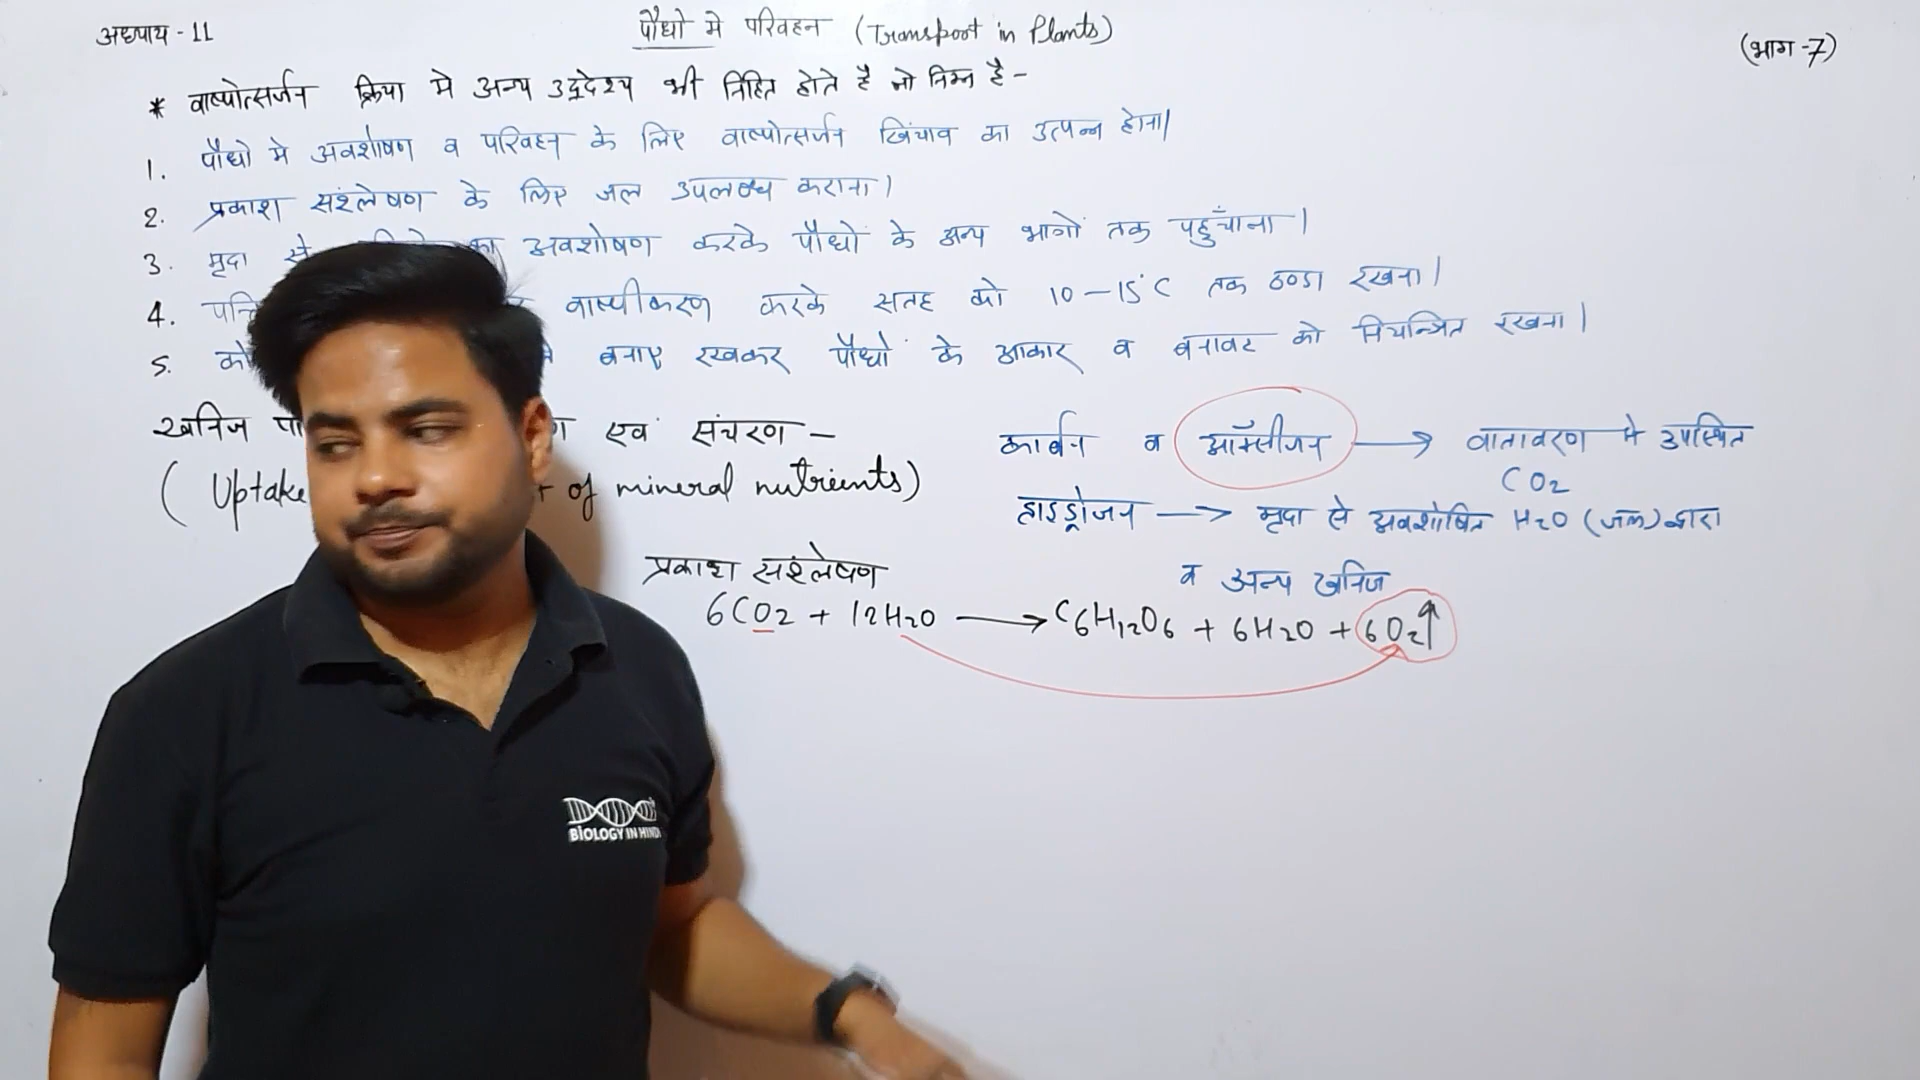 अध्याय - 11
पौधो मे परिवहन (Transport in Plants)
(भाग -7)
* वाष्पोत्सर्जन क्रिया मे अन्य उद्देश्य भी निहित होते है जो निम्न है -
1. पौधो मे अवशोषण व परिवहन के लिए वाष्पोत्सर्जन खिंचाव का उत्पन्न होना।
2. प्रकाश संश्लेषण के लिए जल उपलब्ध कराना।
3. मृदा से का अवशोषण करके पौधों के अन्य भागों तक पहुँचाना।
4. वाष्पीकरण करके सतह को 10-15°C तक ठण्डा रखना।
5. बनाए रखकर पौधों के आकार व बनावट को नियन्त्रित रखना।
खनिज एवं संचरण -
(Uptake of mineral nutrients)
कार्बन व ऑक्सीजन → वातावरण मे उपस्थित
CO2
हाइड्रोजन → मृदा से अवशोषित H2O (जल) द्वारा
व अन्य खनिज
प्रकाश संश्लेषण
6CO2 + 12H2O → C6H12O6 + 6H2O + 6O2↑
BIOLOGY IN HINDI